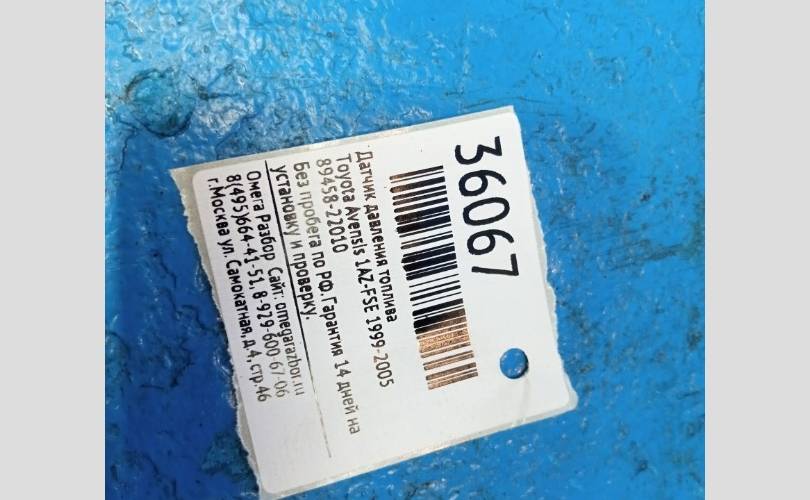 36067
Датчик давления топлива
Toyota Avensis 1AZ-FSE 1999-2005
89458-22010
Без пробега по РФ. Гарантия 14 дней на
установку и проверку.
Омега Разбор Сайт: omegarazbor.ru
8(495)664-41-51, 8-929-600-67-06
г.Москва ул. Самокатная, д.4, стр.46